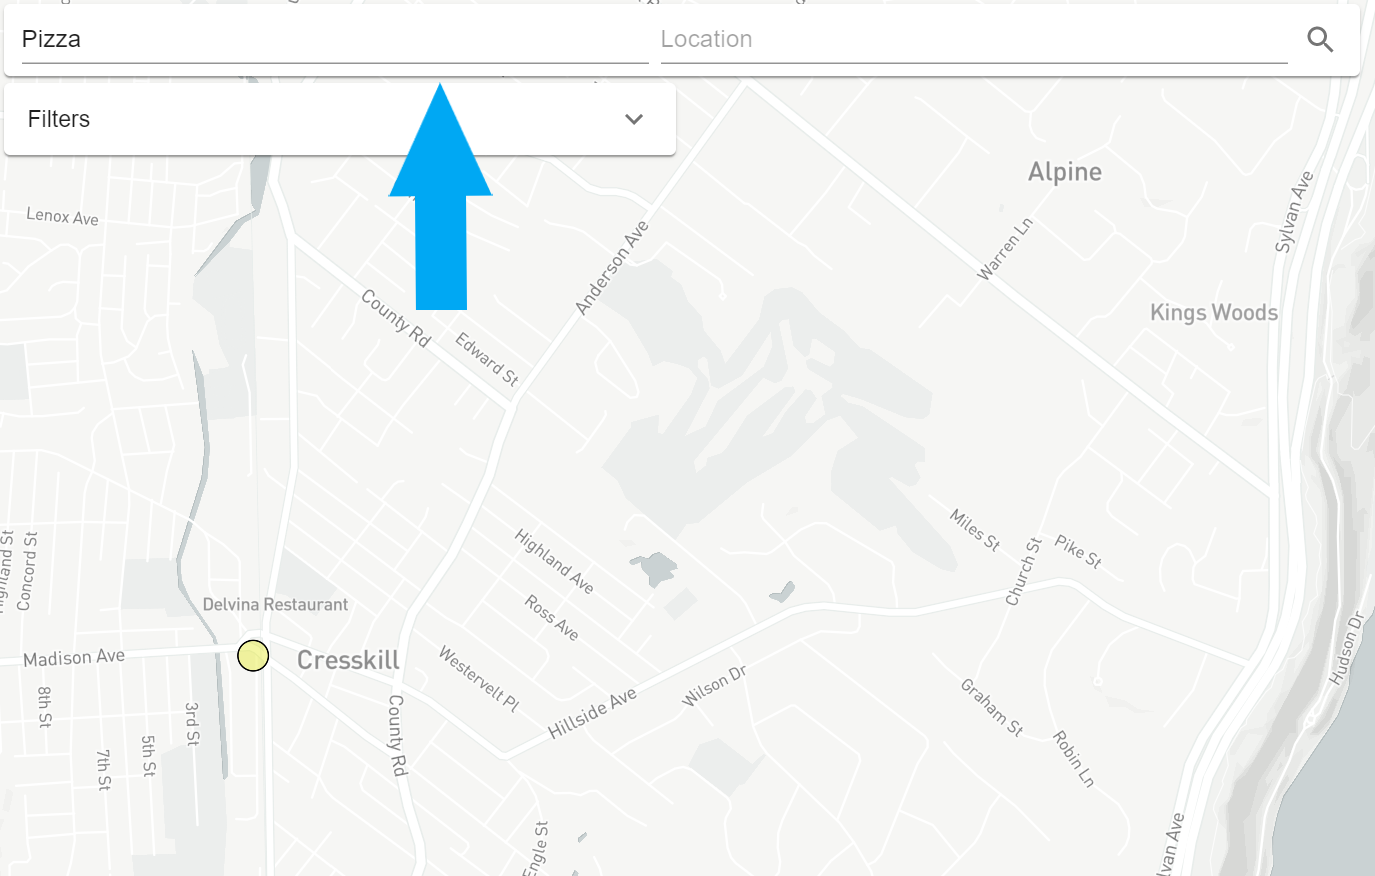 Pizza
Location
Filters
Alpine
Lenox Ave
Sylvan Ave
Warren Ln
Anderson Ave
County Rd
Kings Woods
Edward St
Miles St
Pike St
Highland Ave
Church St
Highland St
Concord St
Ross Ave
Delvina Restaurant
Madison Ave
Cresskill
Westervelt Pl
Hillside Ave
Wilson Dr
Hudson Dr
Graham St
Robin Ln
8th St
3rd St
County Rd
5th St
7th St
Engle St
lvan Ave